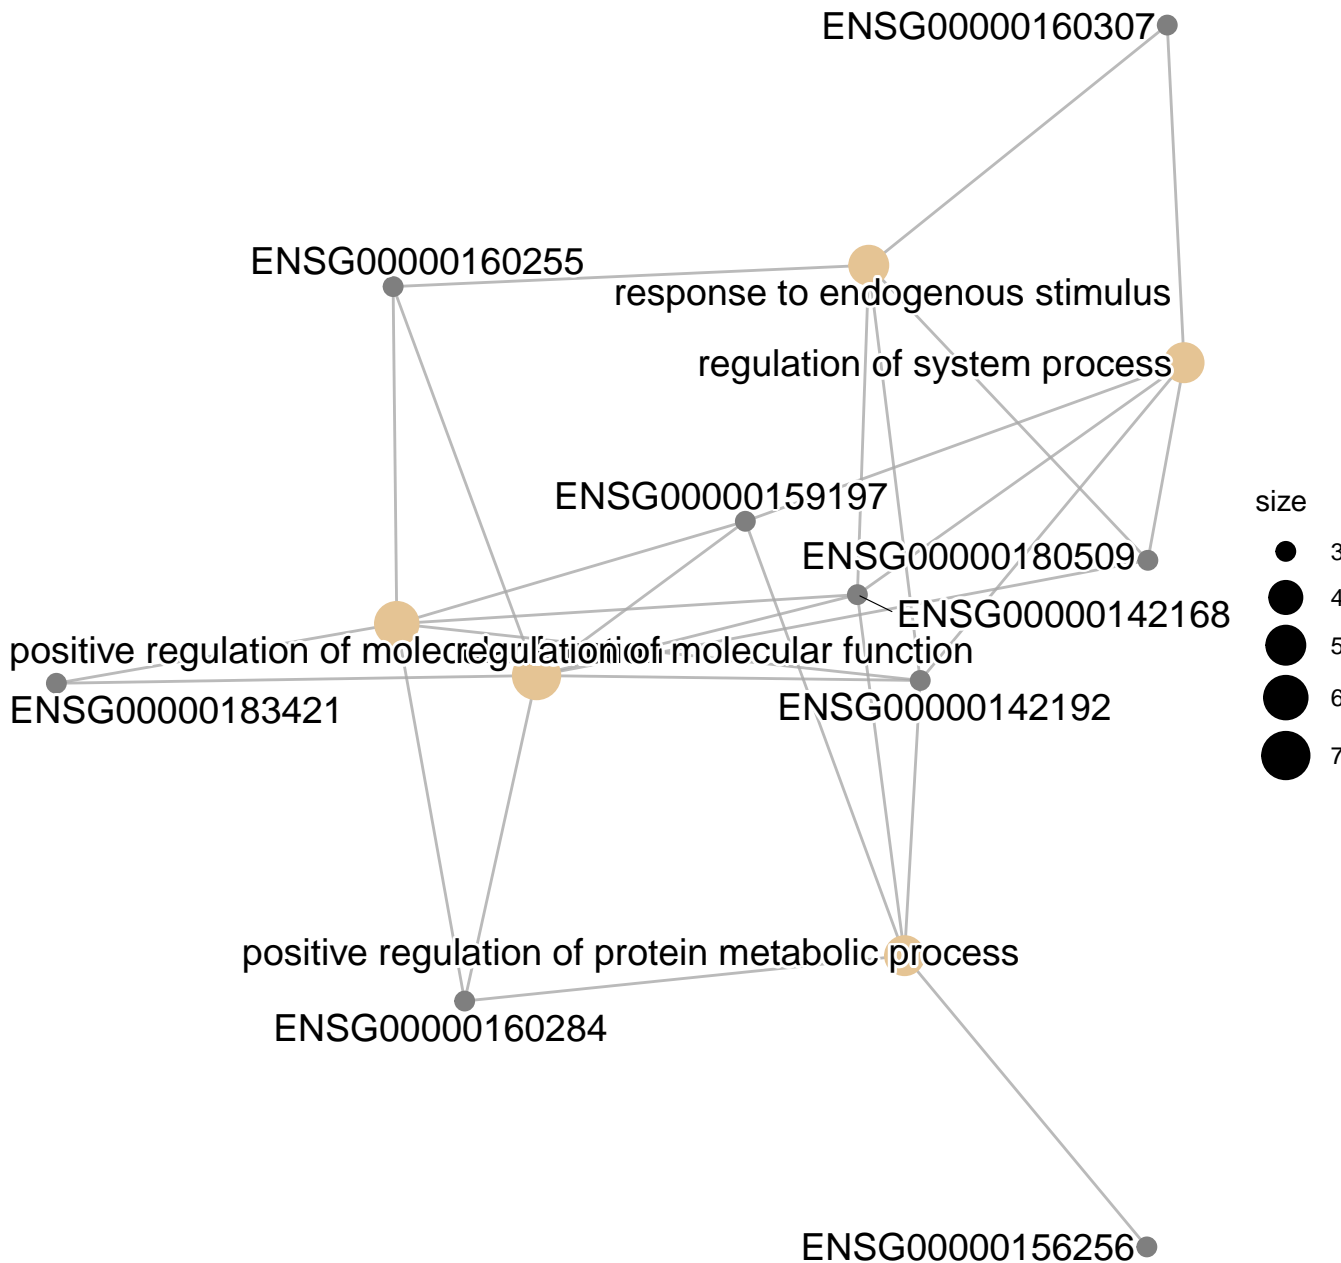 ENSG00000160307
ENSG00000160255
response to endogenous stimulus
regulation of system process
ENSG00000159197
size
3
ENSG00000180509
4
ENSG00000142168
positive regulation of
regulation of molecular function
5
ENSG00000183421
ENSG00000142192
6
7
positive regulation of protein metabolic process
ENSG00000160284
ENSG00000156256